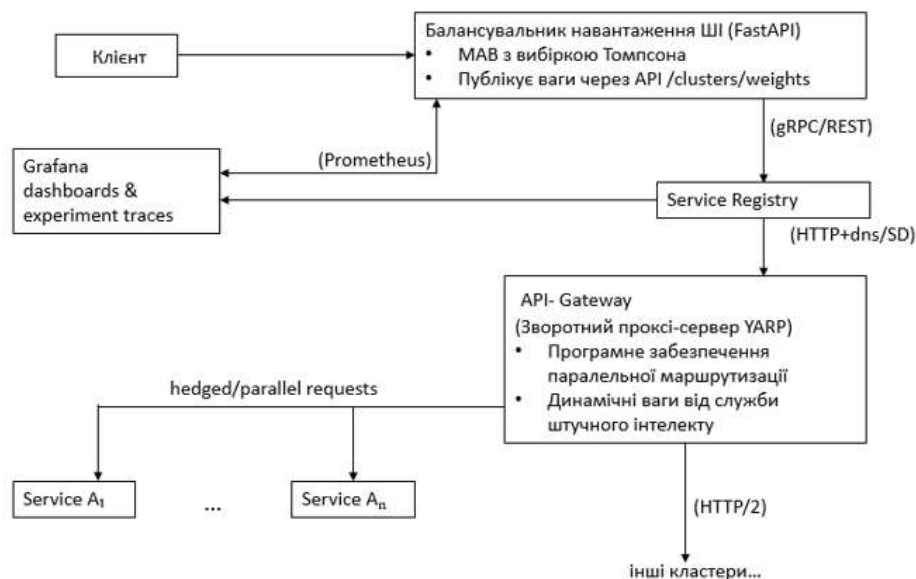 Клієнт
Балансувальник навантаження ШІ (FastAPI)
• МАВ з вибіркою Томпсона
• Публікує ваги через API /clusters/weights
(gRPC/REST)
(Prometheus)
Grafana
dashboards &
experiment traces
Service Registry
(HTTP+dns/SD)
API- Gateway
(Зворотний проксі-сервер YARP)
• Програмне забезпечення
паралельної маршрутизації
• Динамічні ваги від служби
штучного інтелекту
hedged/parallel requests
Service A₁
...
Service Aₙ
(HTTP/2)
інші кластери...